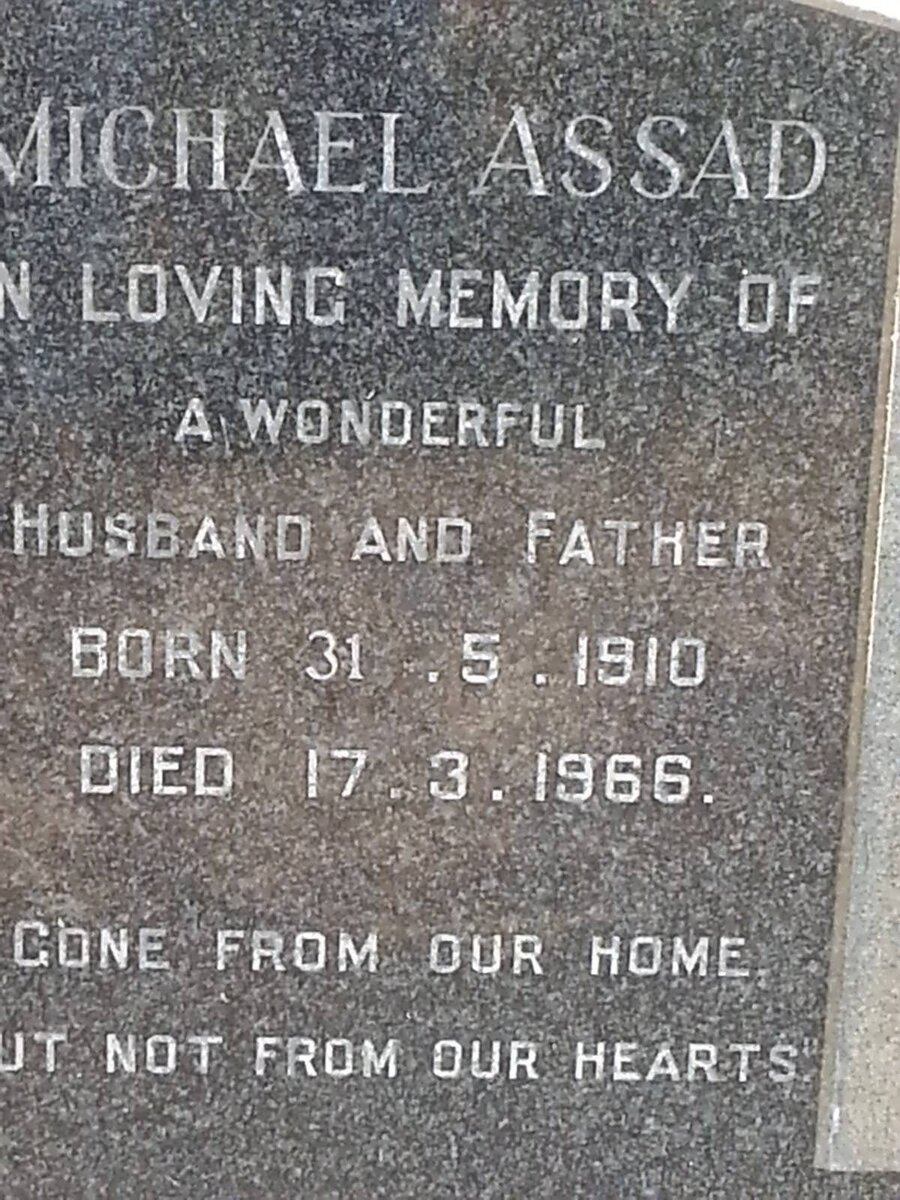 MICHAEL ASSAD
N LOVING MEMORY OF
A WONDERFUL
HUSBAND AND FATHER
BORN 31 .5 . 1910
DIED 17 . 3 . 1966.
GONE FROM OUR HOME.
UT NOT FROM OUR HEARTS."